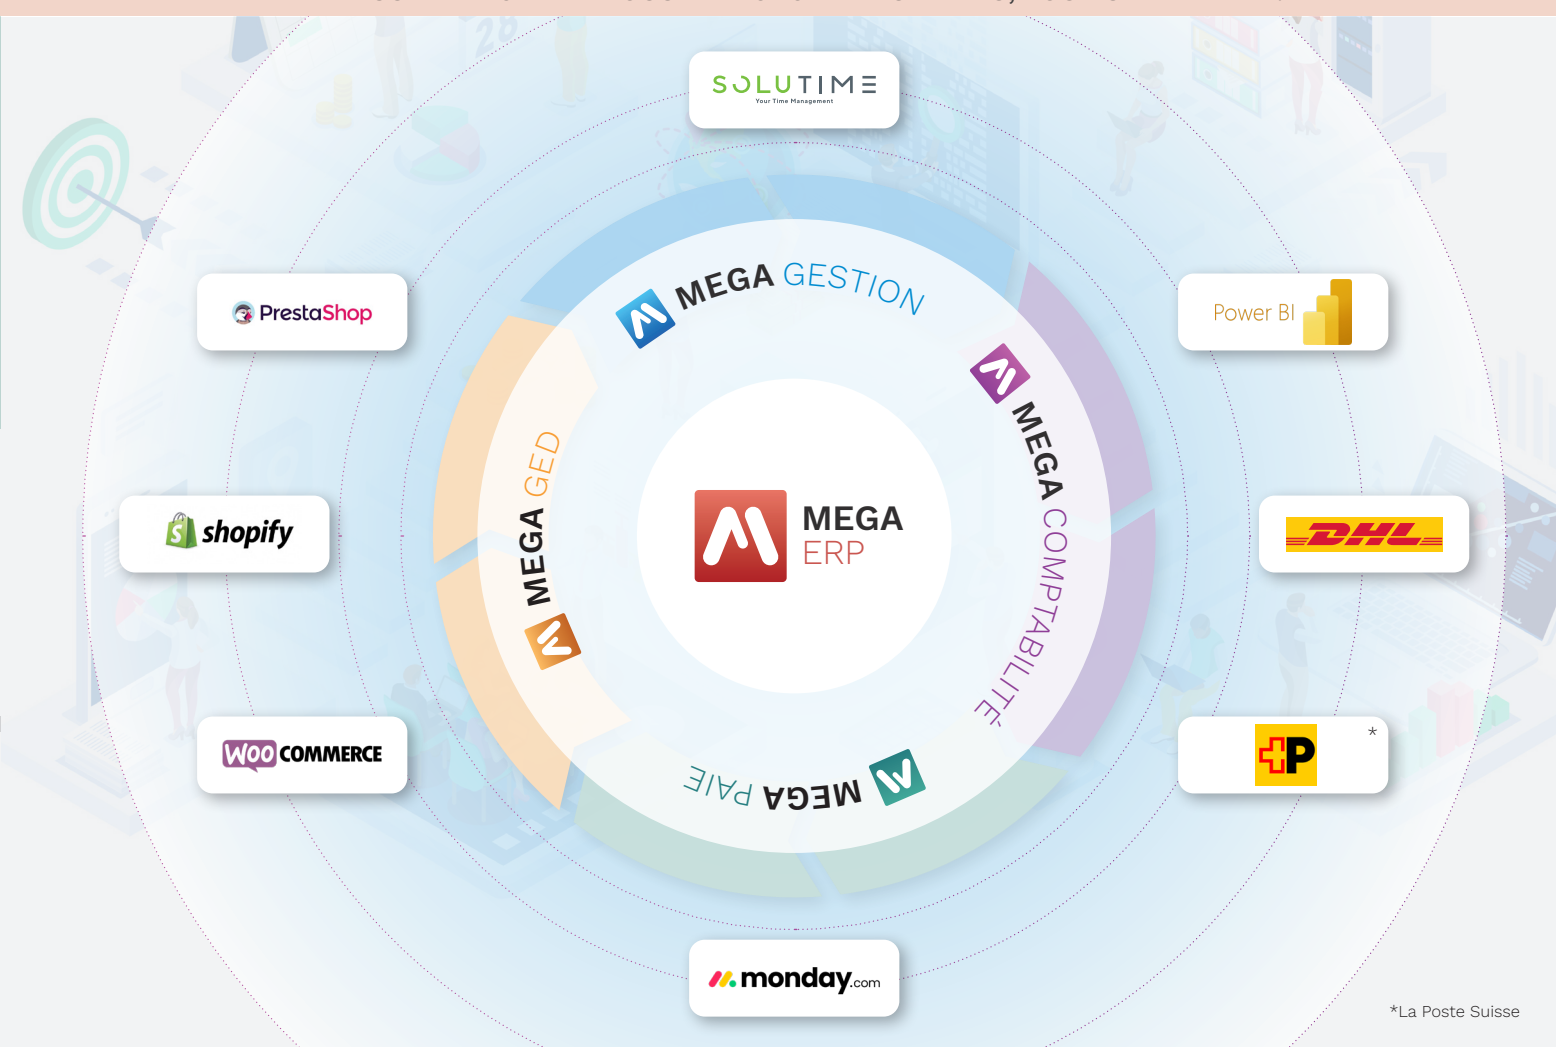 SOLUTIME
Your Time Management
MEGA GESTION
PrestaShop
Power BI
MEGA COMPTABILITÉ
MEGA GED
shopify
MEGA
ERP
DHL
WOO COMMERCE
P
*
MEGA PAIE
monday.com
*La Poste Suisse